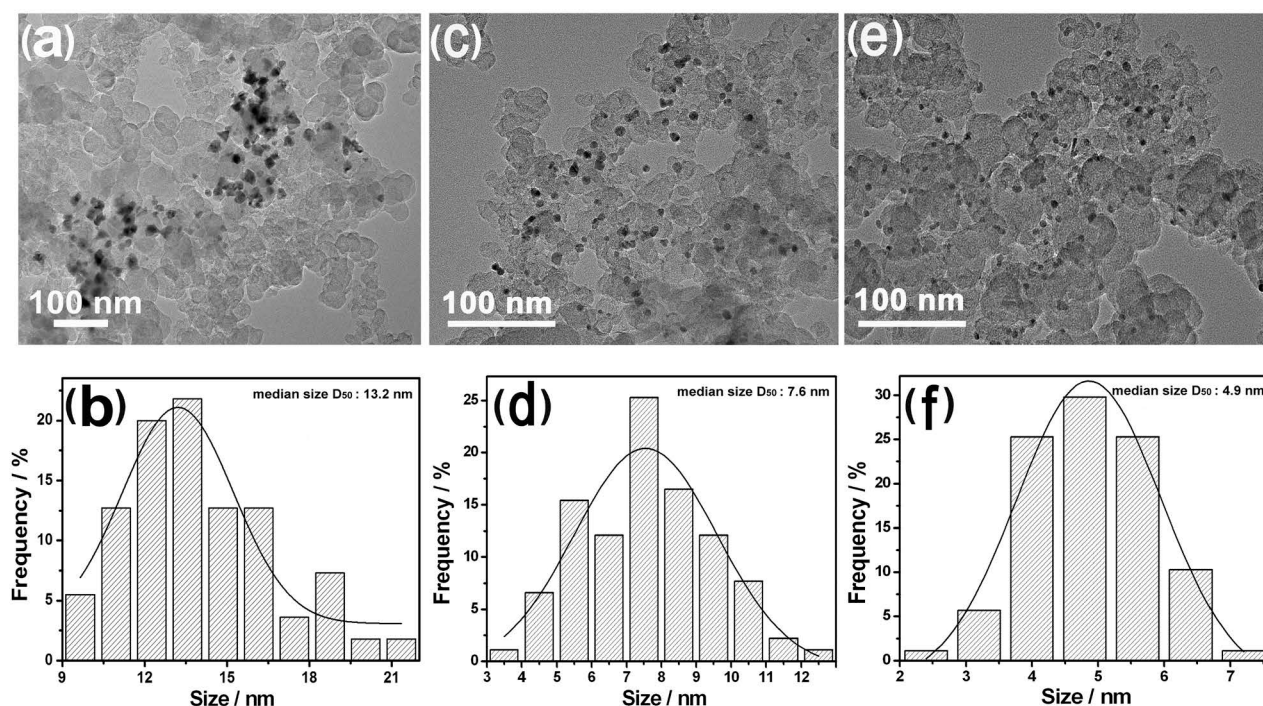 (a)
100 nm
(c)
100 nm
(e)
100 nm
(b)
median size D50 : 13.2 nm
Frequency / %
20
15
10
5
0
9 12 15 18 21
Size / nm
(d)
median size D50 : 7.6 nm
Frequency / %
25
20
15
10
5
0
3 4 5 6 7 8 9 10 11 12
Size / nm
(f)
median size D50 : 4.9 nm
Frequency / %
30
25
20
15
10
5
0
2 3 4 5 6 7
Size / nm